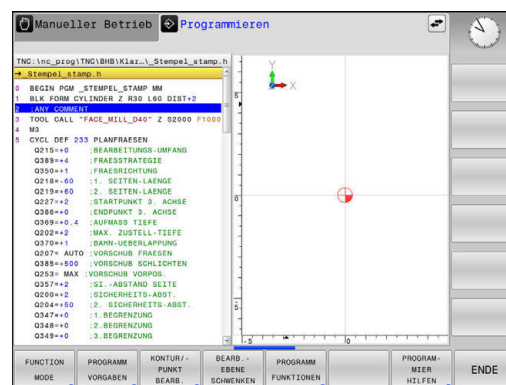 Manueller Betrieb
Programmieren
TNC:\nc_prog\TNC\BHB\Klar…\_Stempel_stamp.h
→_Stempel_stamp.h
0 BEGIN PGM _STEMPEL_STAMP MM
1 BLK FORM CYLINDER Z R30 L60 DIST+2
2 ;ANY COMMENT
3 TOOL CALL "FACE_MILL_D40" Z S2000 F1000
4 M3
5 CYCL DEF 233 PLANFRAESEN
Q215=+0 ;BEARBEITUNGS-UMFANG
Q389=+4 ;FRAESSTRATEGIE
Q350=+1 ;FRAESRICHTUNG
Q218=-60 ;1. SEITEN-LAENGE
Q219=+60 ;2. SEITEN-LAENGE
Q227=+2 ;STARTPUNKT 3. ACHSE
Q386=+0 ;ENDPUNKT 3. ACHSE
Q369=+0.4 ;AUFMASS TIEFE
Q202=+2 ;MAX. ZUSTELL-TIEFE
Q370=+1 ;BAHN-UEBERLAPPUNG
Q207= AUTO ;VORSCHUB FRAESEN
Q385=+500 ;VORSCHUB SCHLICHTEN
Q253= MAX ;VORSCHUB VORPOS.
Q357=+2 ;SI.-ABSTAND SEITE
Q200=+2 ;SICHERHEITS-ABST.
Q204=+50 ;2. SICHERHEITS-ABST.
Q347=+0 ;1.BEGRENZUNG
Q348=+0 ;2.BEGRENZUNG
Q349=+0 ;3.BEGRENZUNG
Y
X
5
0
-5
-5
0
FUNCTION MODE
PROGRAMM VORGABEN
KONTUR/- PUNKT BEARB.
BEARB.- EBENE SCHWENKEN
PROGRAMM FUNKTIONEN
PROGRAM- MIER HILFEN
ENDE